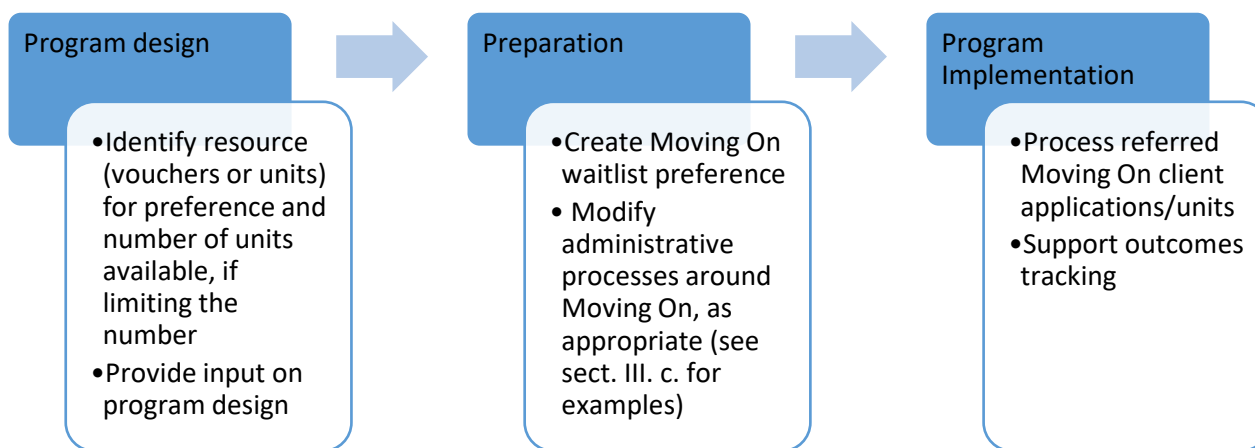 Program design
•Identify resource
(vouchers or units)
for preference and
number of units
available, if
limiting the
number
•Provide input on
program design
Preparation
•Create Moving On
waitlist preference
• Modify
administrative
processes around
Moving On, as
appropriate (see
sect. III. c. for
examples)
Program
Implementation
•Process referred
Moving On client
applications/units
•Support outcomes
tracking